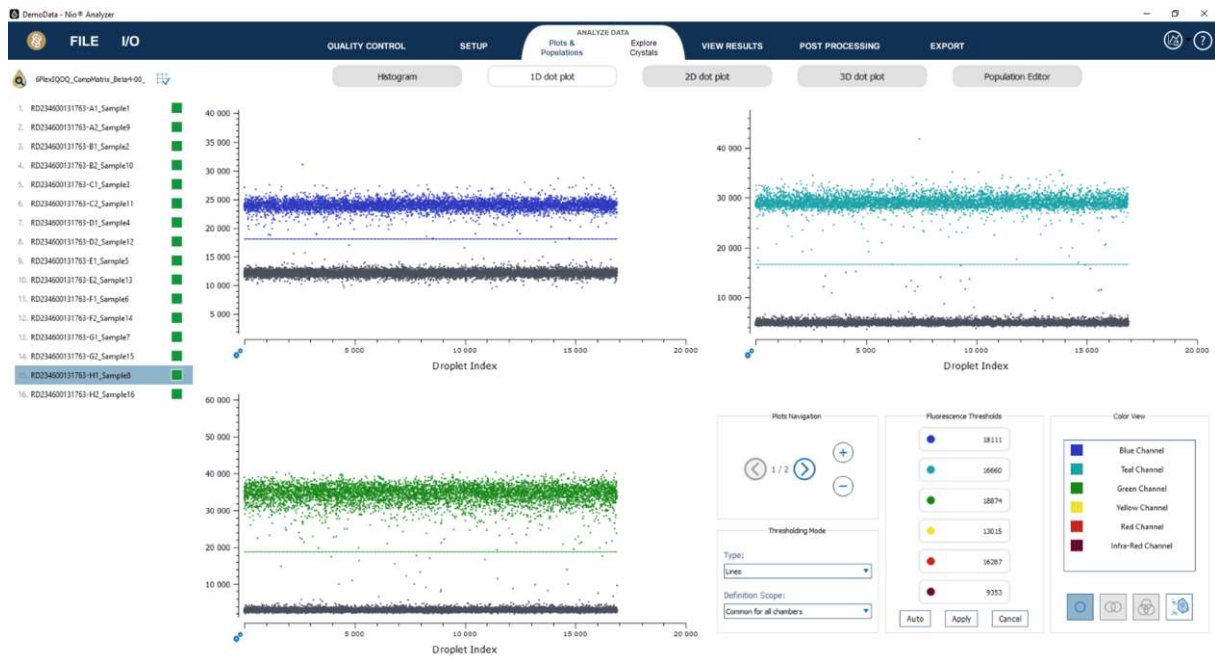 DemoData - Nio® Analyzer
FILE I/O
QUALITY CONTROL SETUP ANALYZE DATA VIEW RESULTS POST PROCESSING EXPORT
Plots & Populations Explore Crystals
6PlexIQOQ_CompMatrix_Beta4-00_
Histogram 1D dot plot 2D dot plot 3D dot plot Population Editor
1. RD234600131763-A1_Sample1
2. RD234600131763-A2_Sample9
3. RD234600131763-B1_Sample2
4. RD234600131763-B2_Sample10
5. RD234600131763-C1_Sample3
6. RD234600131763-C2_Sample11
7. RD234600131763-D1_Sample4
8. RD234600131763-D2_Sample12
9. RD234600131763-E1_Sample5
10. RD234600131763-E2_Sample13
11. RD234600131763-F1_Sample6
12. RD234600131763-F2_Sample14
13. RD234600131763-G1_Sample7
14. RD234600131763-G2_Sample15
15. RD234600131763-H1_Sample8
16. RD234600131763-H2_Sample16
40 000
35 000
30 000
25 000
20 000
15 000
10 000
5 000
5 000 10 000 15 000 20 000
Droplet Index
40 000
30 000
20 000
10 000
5 000 10 000 15 000 20 000
Droplet Index
60 000
50 000
40 000
30 000
20 000
10 000
5 000 10 000 15 000 20 000
Droplet Index
Plots Navigation
1 / 2
Thresholding Mode
Type:
Lines
Definition Scope:
Common for all chambers
Fluorescence Thresholds
18111
16660
18874
13015
16287
9353
Auto Apply Cancel
Color View
Blue Channel
Teal Channel
Green Channel
Yellow Channel
Red Channel
Infra-Red Channel